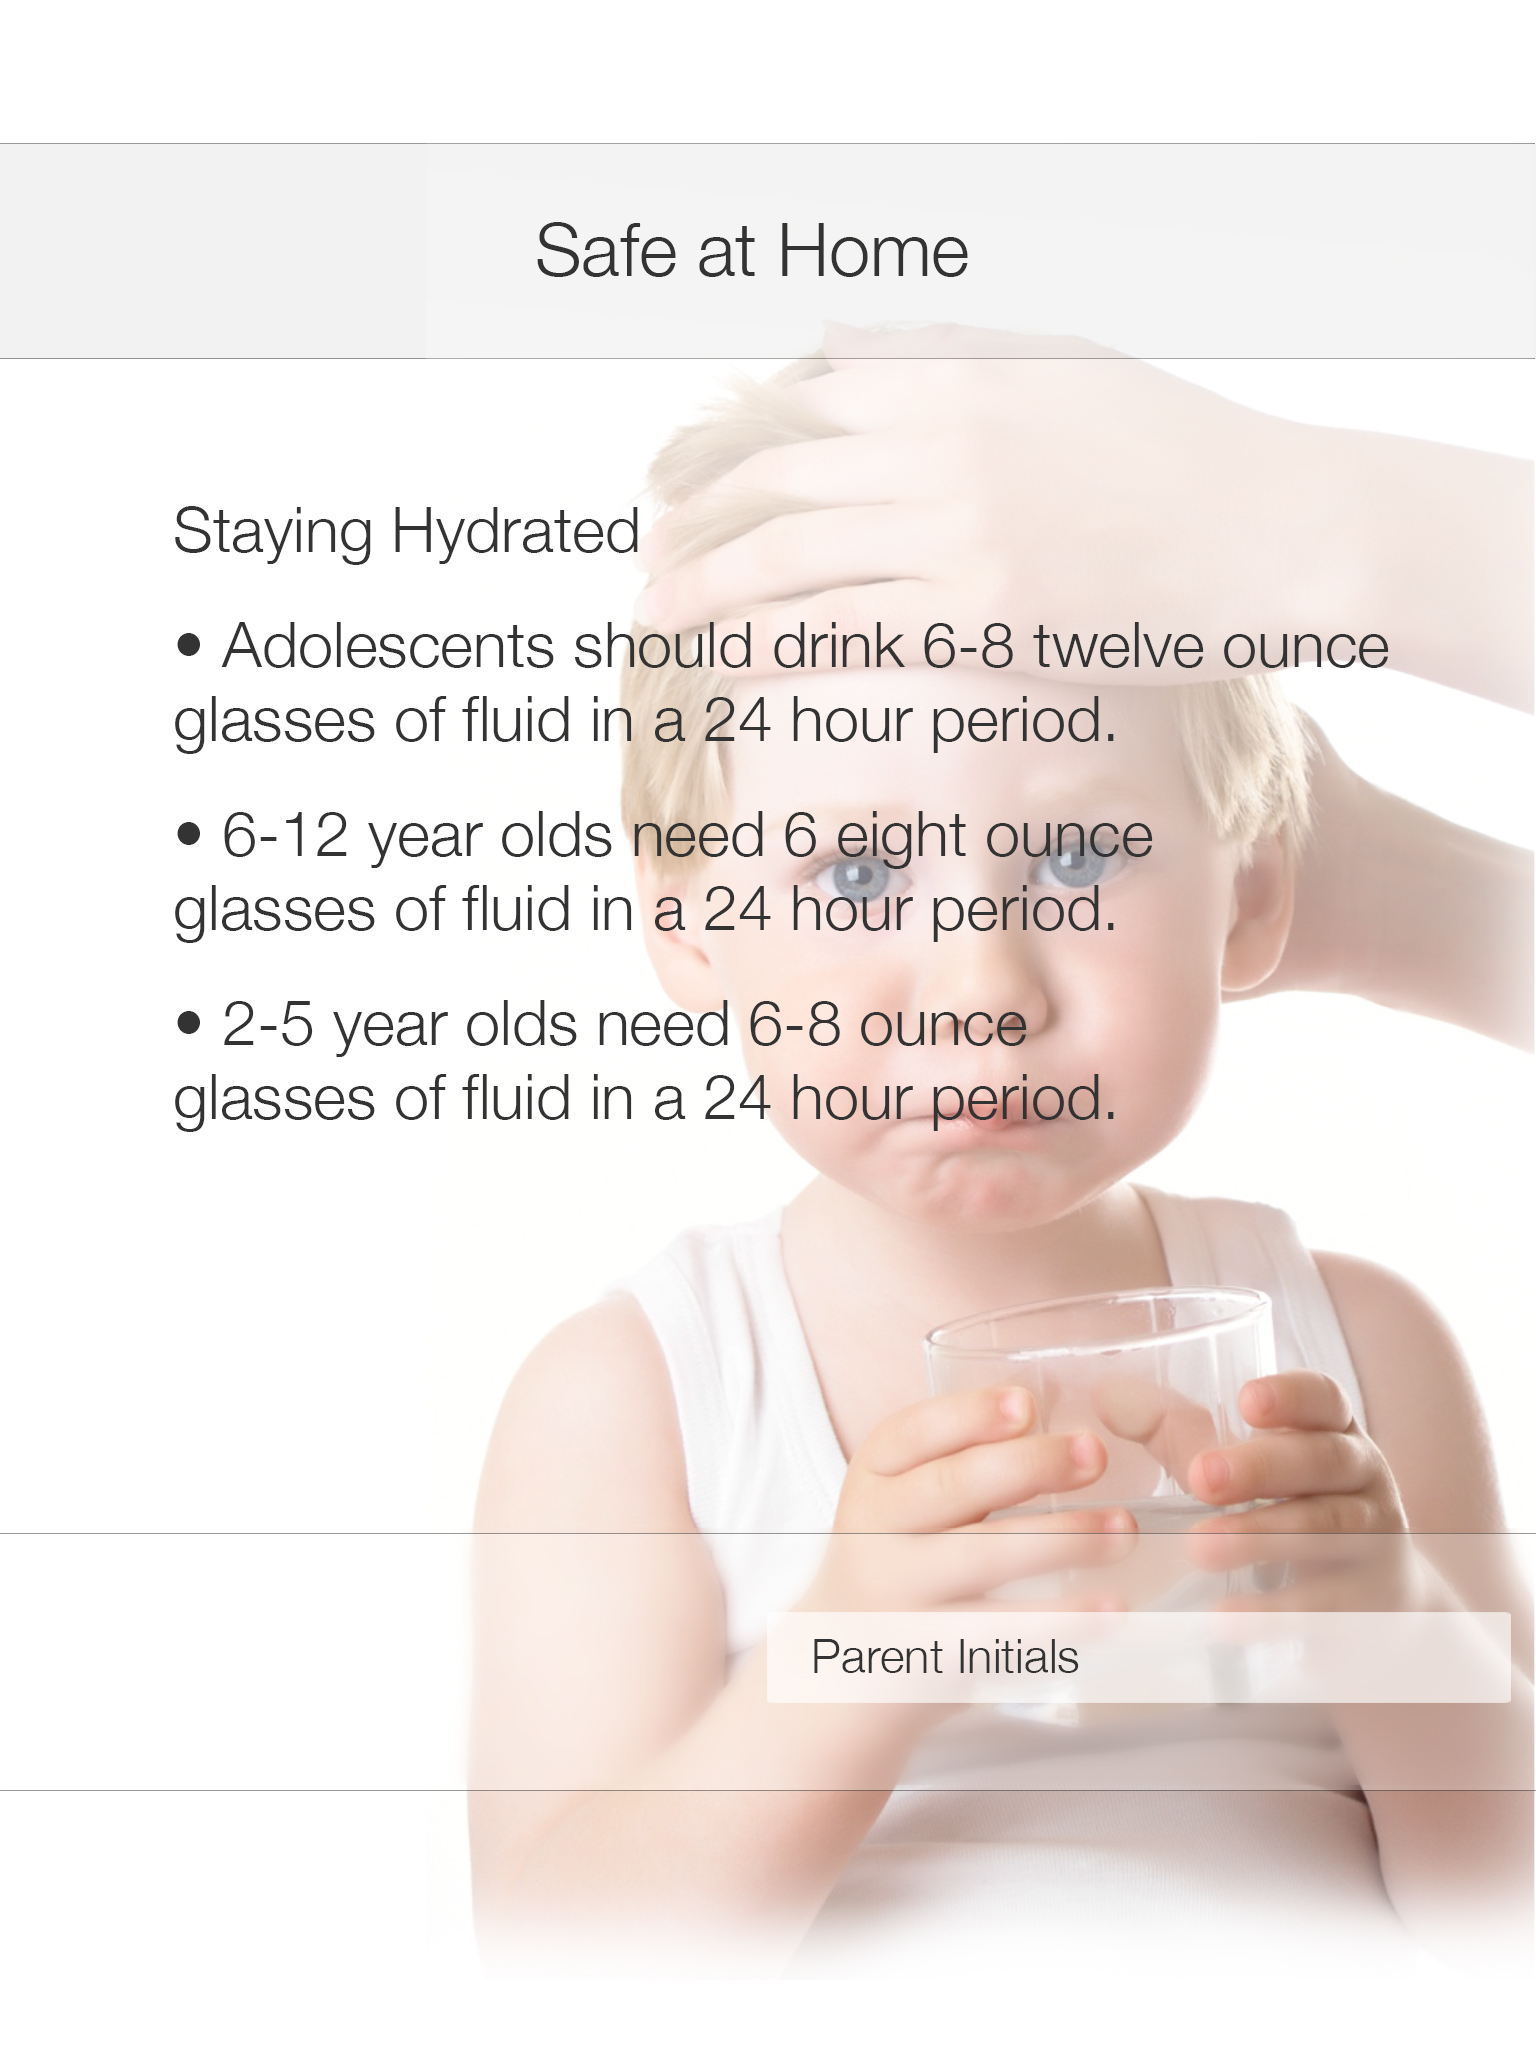 Safe at Home
Staying Hydrated
• Adolescents should drink 6-8 twelve ounce
glasses of fluid in a 24 hour period.
• 6-12 year olds need 6 eight ounce
glasses of fluid in a 24 hour period.
• 2-5 year olds need 6-8 ounce
glasses of fluid in a 24 hour period.
Parent Initials